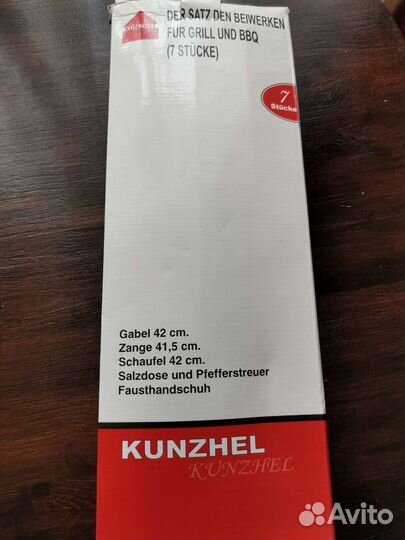 DER SATZ DEN BEIWERKEN
FUR GRILL UND BBQ
(7 STÜCKE)
7
Stücke
Gabel 42 cm.
Zange 41,5 cm.
Schaufel 42 cm.
Salzdose und Pfefferstreuer
Fausthandschuh
KUNZHEL
KUNZHEL
Avito